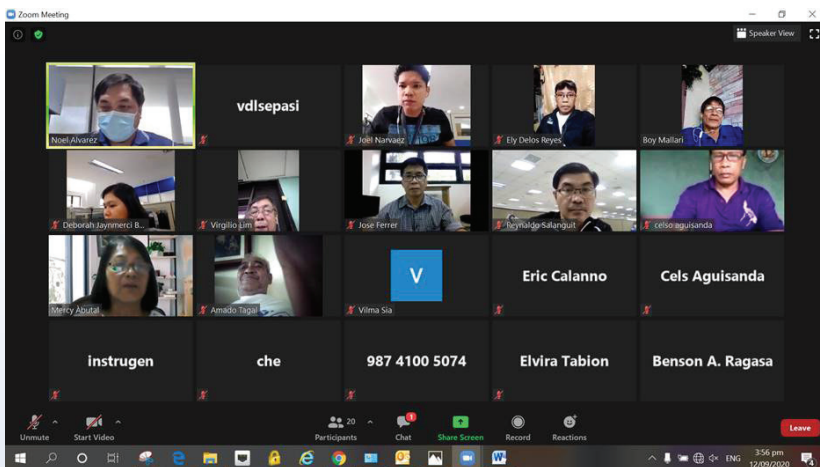 Zoom Meeting
Speaker View
Noel Alvarez
vdlsepasi
Joel Narvaez
Ely Delos Reyes
Boy Mallari
Deborah Jaynmerci B...
Virgilio Lim
Jose Ferrer
Reynaldo Salanguit
celso aguisanda
Mercy Abutal
Amado Tagal
V
Vilma Sia
Eric Calanno
Cels Aguisanda
instrugen
che
987 4100 5074
Elvira Tabion
Benson A. Ragasa
Unmute
Start Video
20
Participants
1
Chat
Share Screen
Record
Reactions
Leave
ENG
3:56 pm
12/09/2020
4